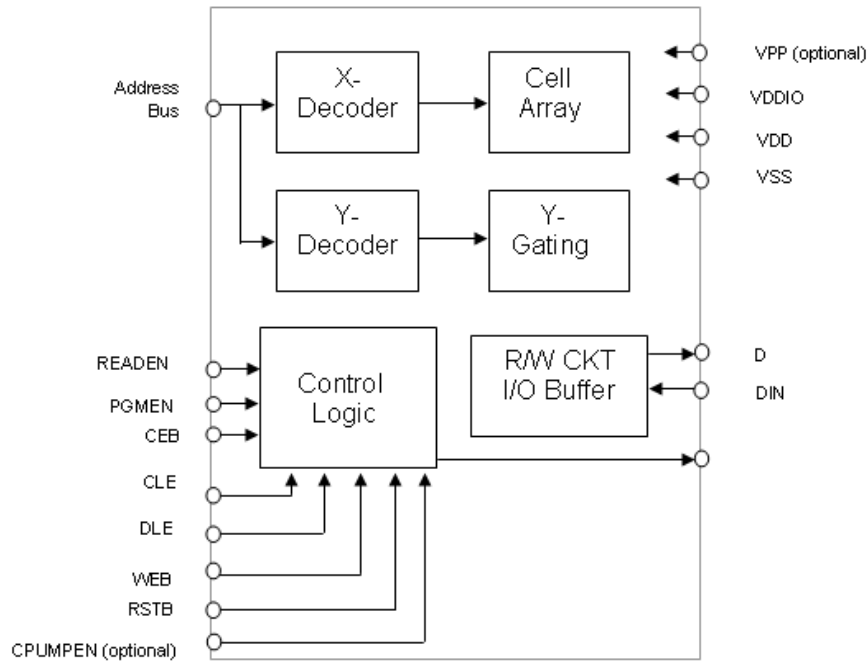 VPP (optional)
X-
Decoder
Cell
Array
Address
Bus
VDDIO
VDD
VSS
Y-
Decoder
Y-
Gating
READEN
PGMEN
CEB
Control
Logic
R/W CKT
I/O Buffer
D
DIN
CLE
DLE
WEB
RSTB
CPUMPEN (optional)